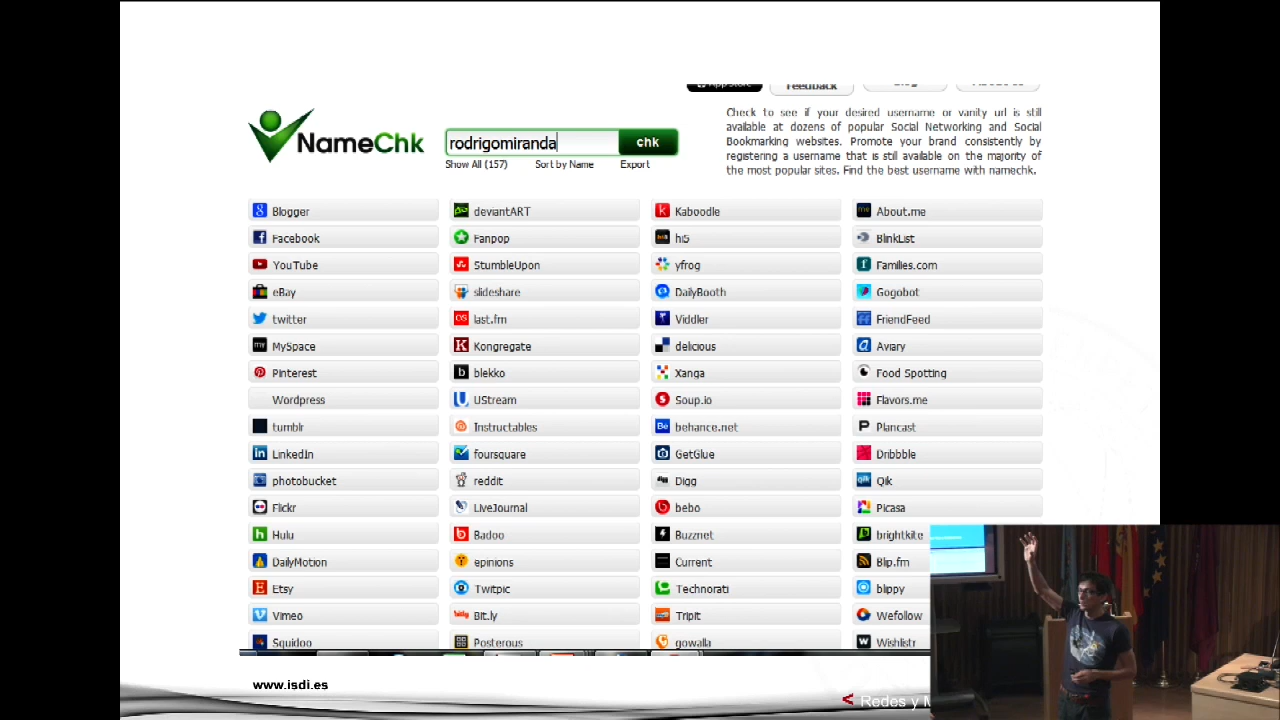 Feedback
NameChk
rodrigomiranda
chk
Show All (157)
Sort by Name
Export
Check to see if your desired username or vanity url is still
available at dozens of popular Social Networking and Social
Bookmarking websites. Promote your brand consistently by
registering a username that is still available on the majority of
the most popular sites. Find the best username with namechk.
Blogger
deviantART
Kaboodle
About.me
Facebook
Fanpop
hi5
BlinkList
YouTube
StumbleUpon
yfrog
Families.com
eBay
slideshare
DailyBooth
Gogobot
twitter
last.fm
Viddler
FriendFeed
MySpace
Kongregate
delicious
Aviary
Pinterest
blekko
Xanga
Food Spotting
Wordpress
UStream
Soup.io
Flavors.me
tumblr
Instructables
behance.net
Plancast
LinkedIn
foursquare
GetGlue
Dribbble
photobucket
reddit
Digg
Qik
Flickr
LiveJournal
bebo
Picasa
Hulu
Badoo
Buzznet
brightkite
DailyMotion
epinions
Current
Blip.fm
Etsy
Twitpic
Technorati
blippy
Vimeo
Bit.ly
TripIt
Wefollow
Squidoo
Posterous
gowalla
Wishlistr
www.isdi.es
Redes y